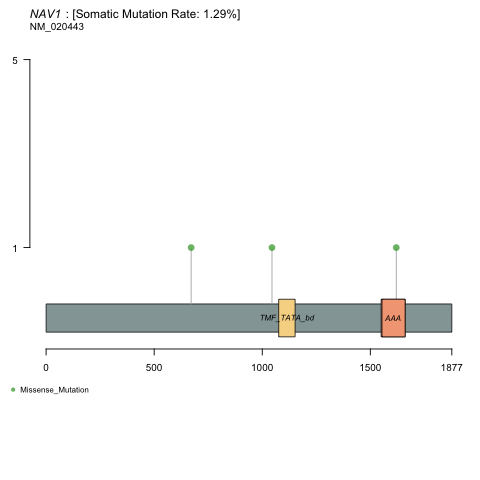 NAV1 : [Somatic Mutation Rate: 1.29%]
NM_020443
5
1
TMF_TATA_bd
AAA
0 500 1000 1500 1877
Missense_Mutation